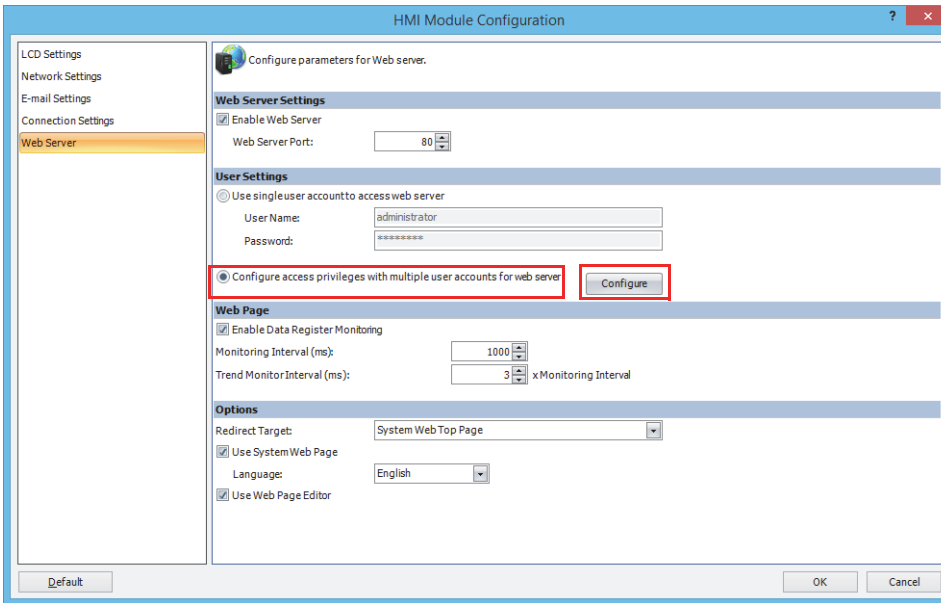 HMI Module Configuration
?
LCD Settings
Network Settings
E-mail Settings
Connection Settings
Web Server
Configure parameters for Web server.
Web Server Settings
Enable Web Server
Web Server Port: 80
User Settings
Use single user account to access web server
User Name: administrator
Password: ********
Configure access privileges with multiple user accounts for web server
Configure
Web Page
Enable Data Register Monitoring
Monitoring Interval (ms): 1000
Trend Monitor Interval (ms): 3 x Monitoring Interval
Options
Redirect Target: System Web Top Page
Use System Web Page
Language: English
Use Web Page Editor
Default OK Cancel